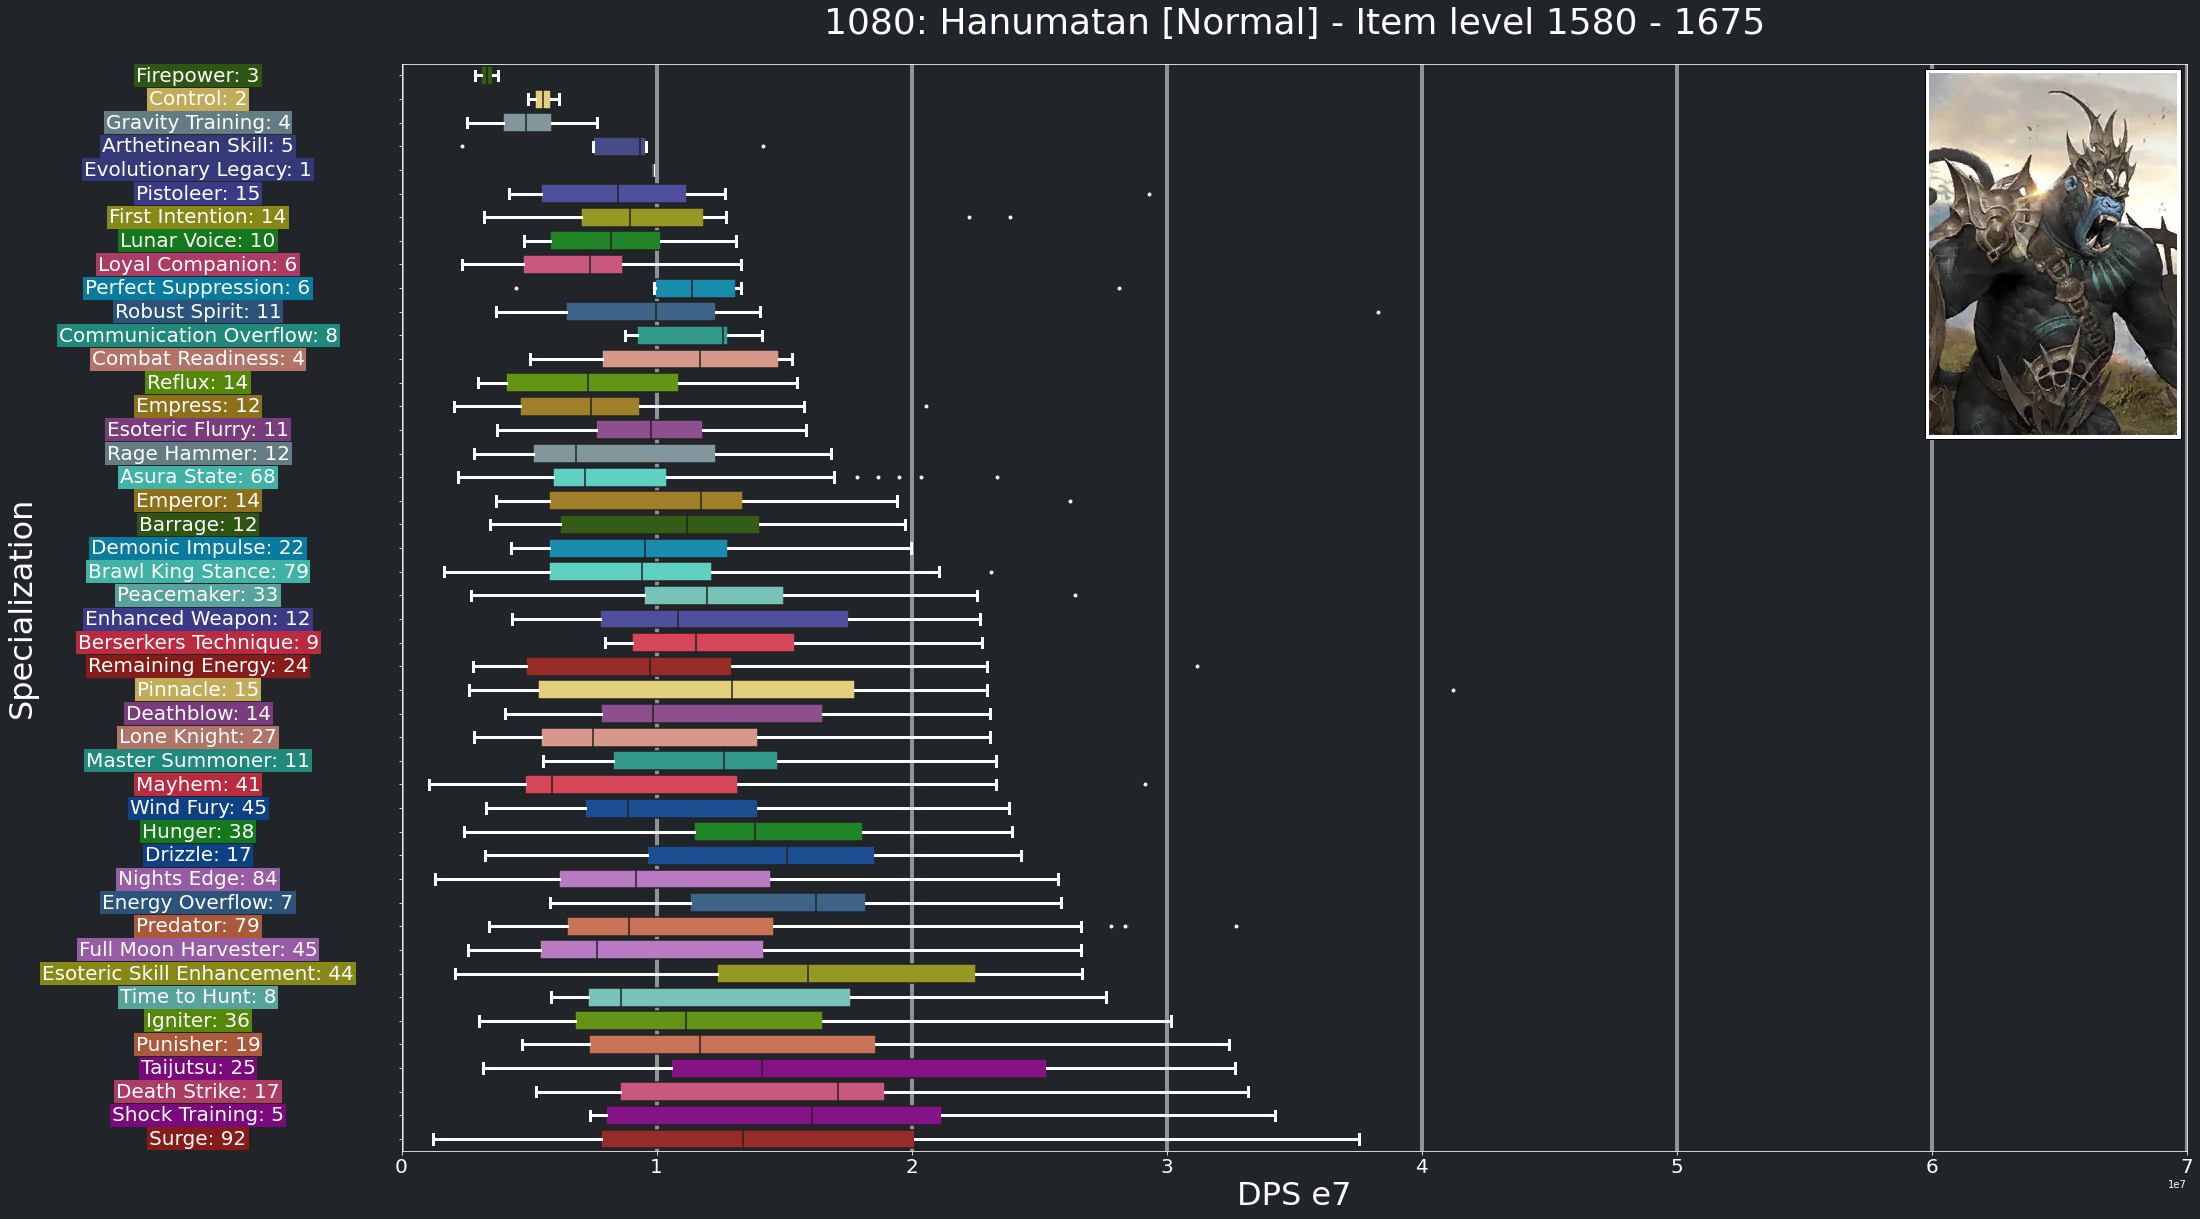 1080: Hanumatan [Normal] - Item level 1580 - 1675
Specialization
Firepower: 3
Control: 2
Gravity Training: 4
Arthetinean Skill: 5
Evolutionary Legacy: 1
Pistoleer: 15
First Intention: 14
Lunar Voice: 10
Loyal Companion: 6
Perfect Suppression: 6
Robust Spirit: 11
Communication Overflow: 8
Combat Readiness: 4
Reflux: 14
Empress: 12
Esoteric Flurry: 11
Rage Hammer: 12
Asura State: 68
Emperor: 14
Barrage: 12
Demonic Impulse: 22
Brawl King Stance: 79
Peacemaker: 33
Enhanced Weapon: 12
Berserkers Technique: 9
Remaining Energy: 24
Pinnacle: 15
Deathblow: 14
Lone Knight: 27
Master Summoner: 11
Mayhem: 41
Wind Fury: 45
Hunger: 38
Drizzle: 17
Nights Edge: 84
Energy Overflow: 7
Predator: 79
Full Moon Harvester: 45
Esoteric Skill Enhancement: 44
Time to Hunt: 8
Igniter: 36
Punisher: 19
Taijutsu: 25
Death Strike: 17
Shock Training: 5
Surge: 92
0 1 2 3 4 5 6 7
1e7
DPS e7